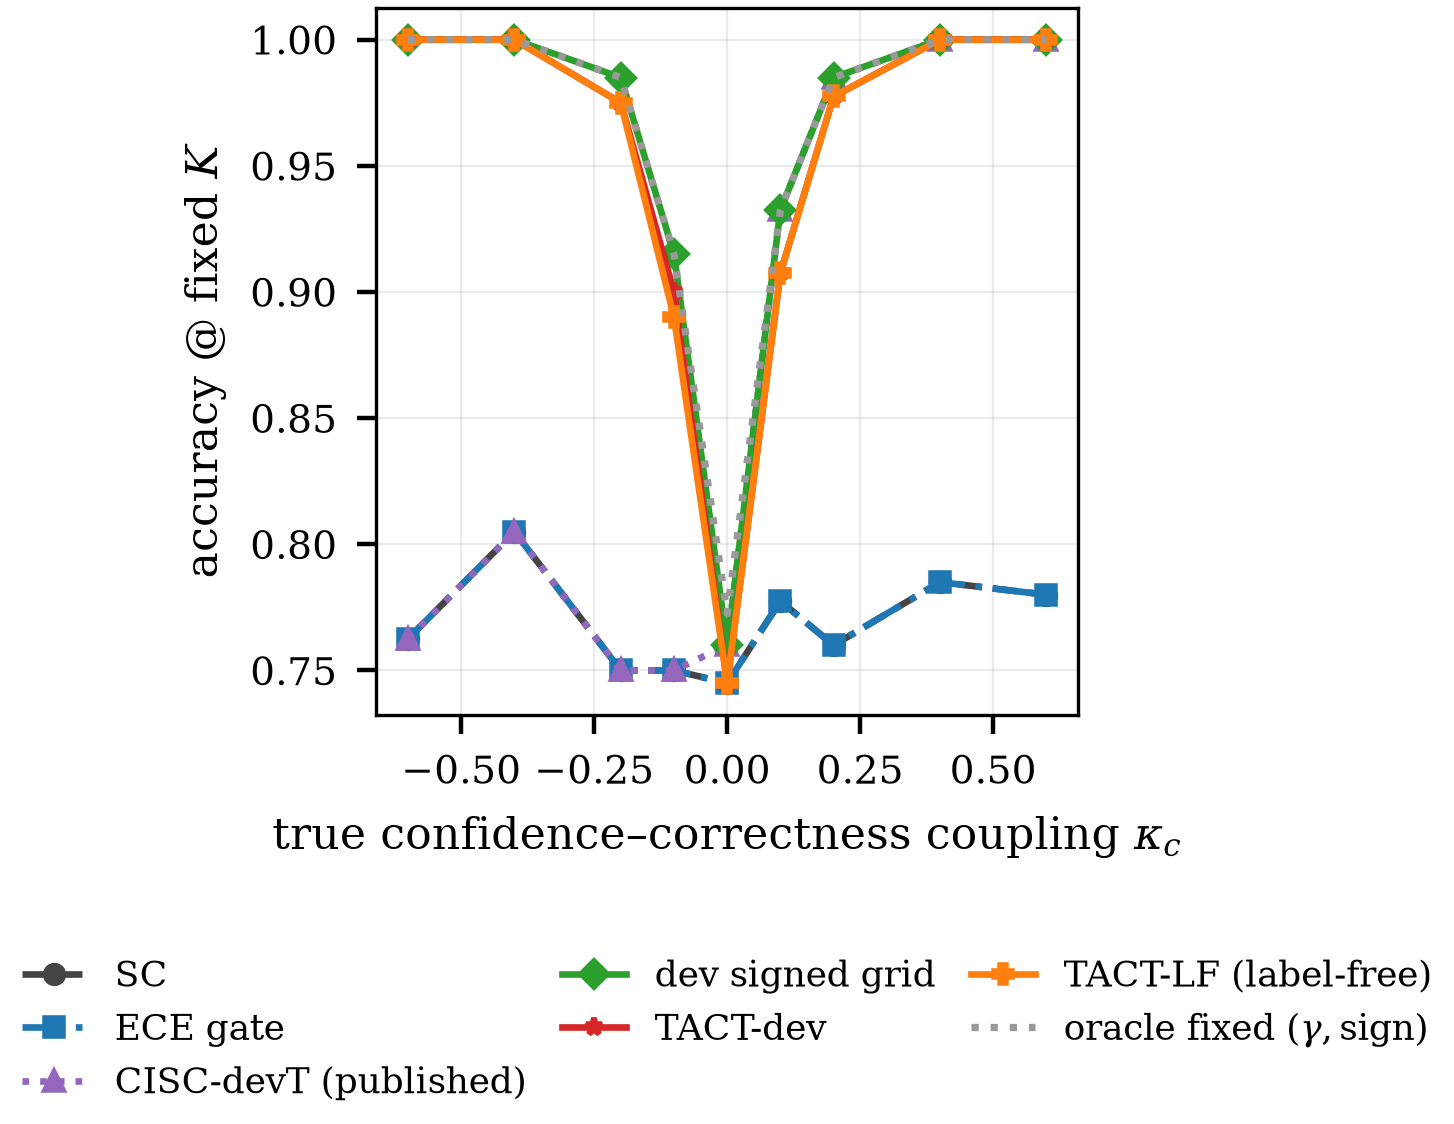 1.00
0.95
0.90
0.85
0.80
0.75
accuracy @ fixed K
−0.50 −0.25 0.00 0.25 0.50
true confidence–correctness coupling κc
SC
ECE gate
CISC-devT (published)
dev signed grid
TACT-dev
TACT-LF (label-free)
oracle fixed (γ, sign)